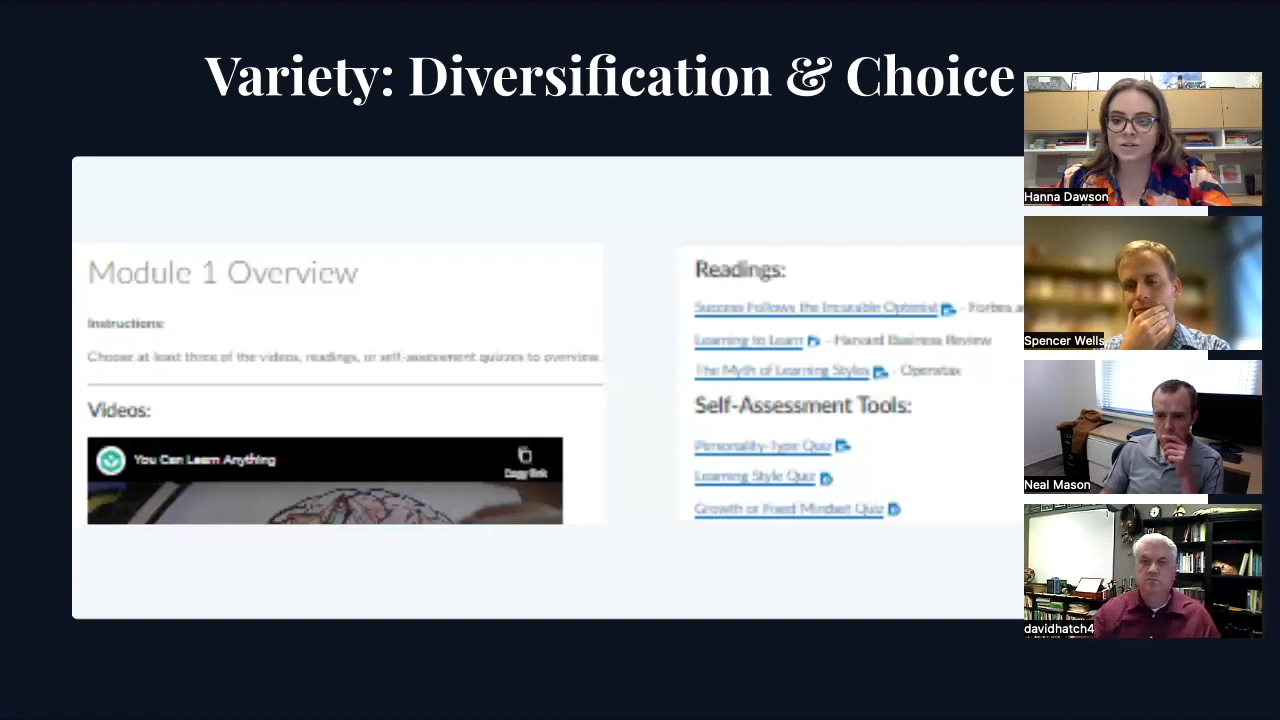 Variety: Diversification & Choice
Module 1 Overview
Instructions:
Choose at least three of the videos, readings, or self-assessment quizzes to overview.
Videos:
You Can Learn Anything
Copy link
Readings:
Success Follows the Incurable Optimist - Forbes
Learning to Learn - Harvard Business Review
The Myth of Learning Styles - Openstax
Self-Assessment Tools:
Personality-Type Quiz
Learning Style Quiz
Growth or Fixed Mindset Quiz
Hanna Dawson
Spencer Wells
Neal Mason
davidhatch4